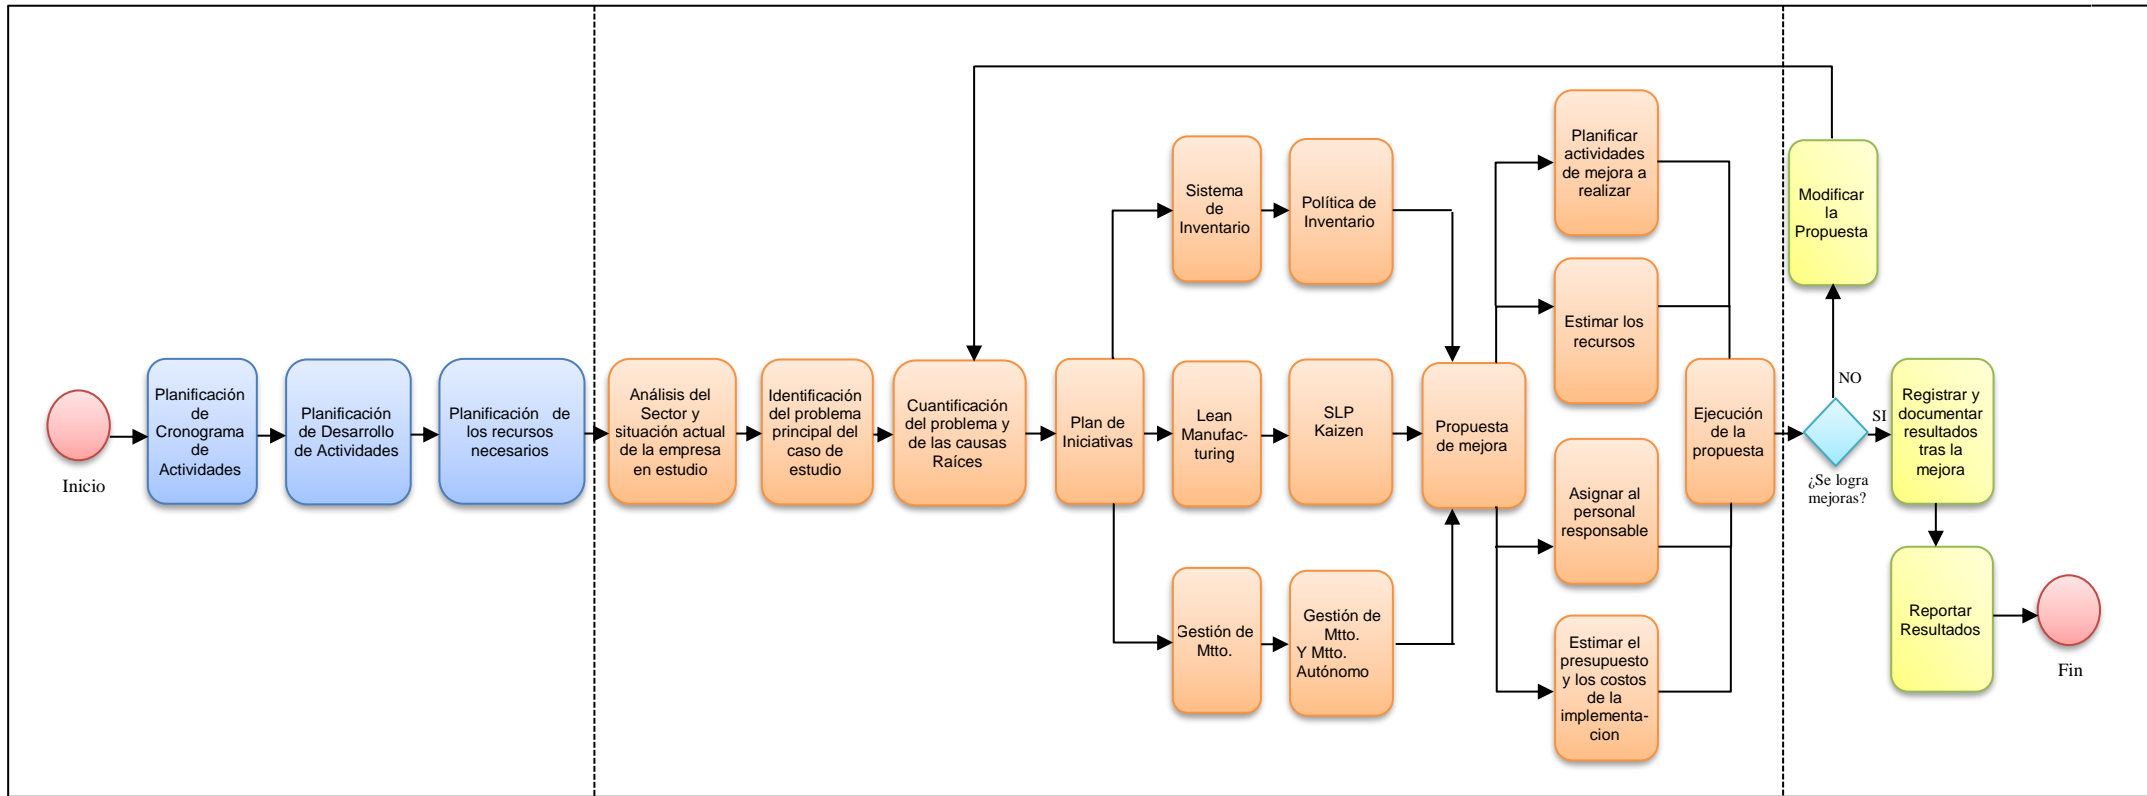 Inicio
Planificación
de
Cronograma
de
Actividades
Planificación
de Desarrollo
de Actividades
Planificación de
los recursos
necesarios
Análisis del
Sector y
situación actual
de la empresa
en estudio
Identificación
del problema
principal del
caso de
estudio
Cuantificación
del problema y
de las causas
Raíces
Plan de
Iniciativas
Sistema
de
Inventario
Política de
Inventario
Lean
Manufac-
turing
SLP
Kaizen
Gestión de
Mtto.
Gestión de
Mtto.
Y Mtto.
Autónomo
Propuesta
de mejora
Planificar
actividades
de mejora a
realizar
Estimar los
recursos
Asignar al
personal
responsable
Estimar el
presupuesto
y los costos
de la
implementa-
cion
Ejecución
de la
propuesta
¿Se logra
mejoras?
NO
SI
Modificar
la
Propuesta
Registrar y
documentar
resultados
tras la
mejora
Reportar
Resultados
Fin